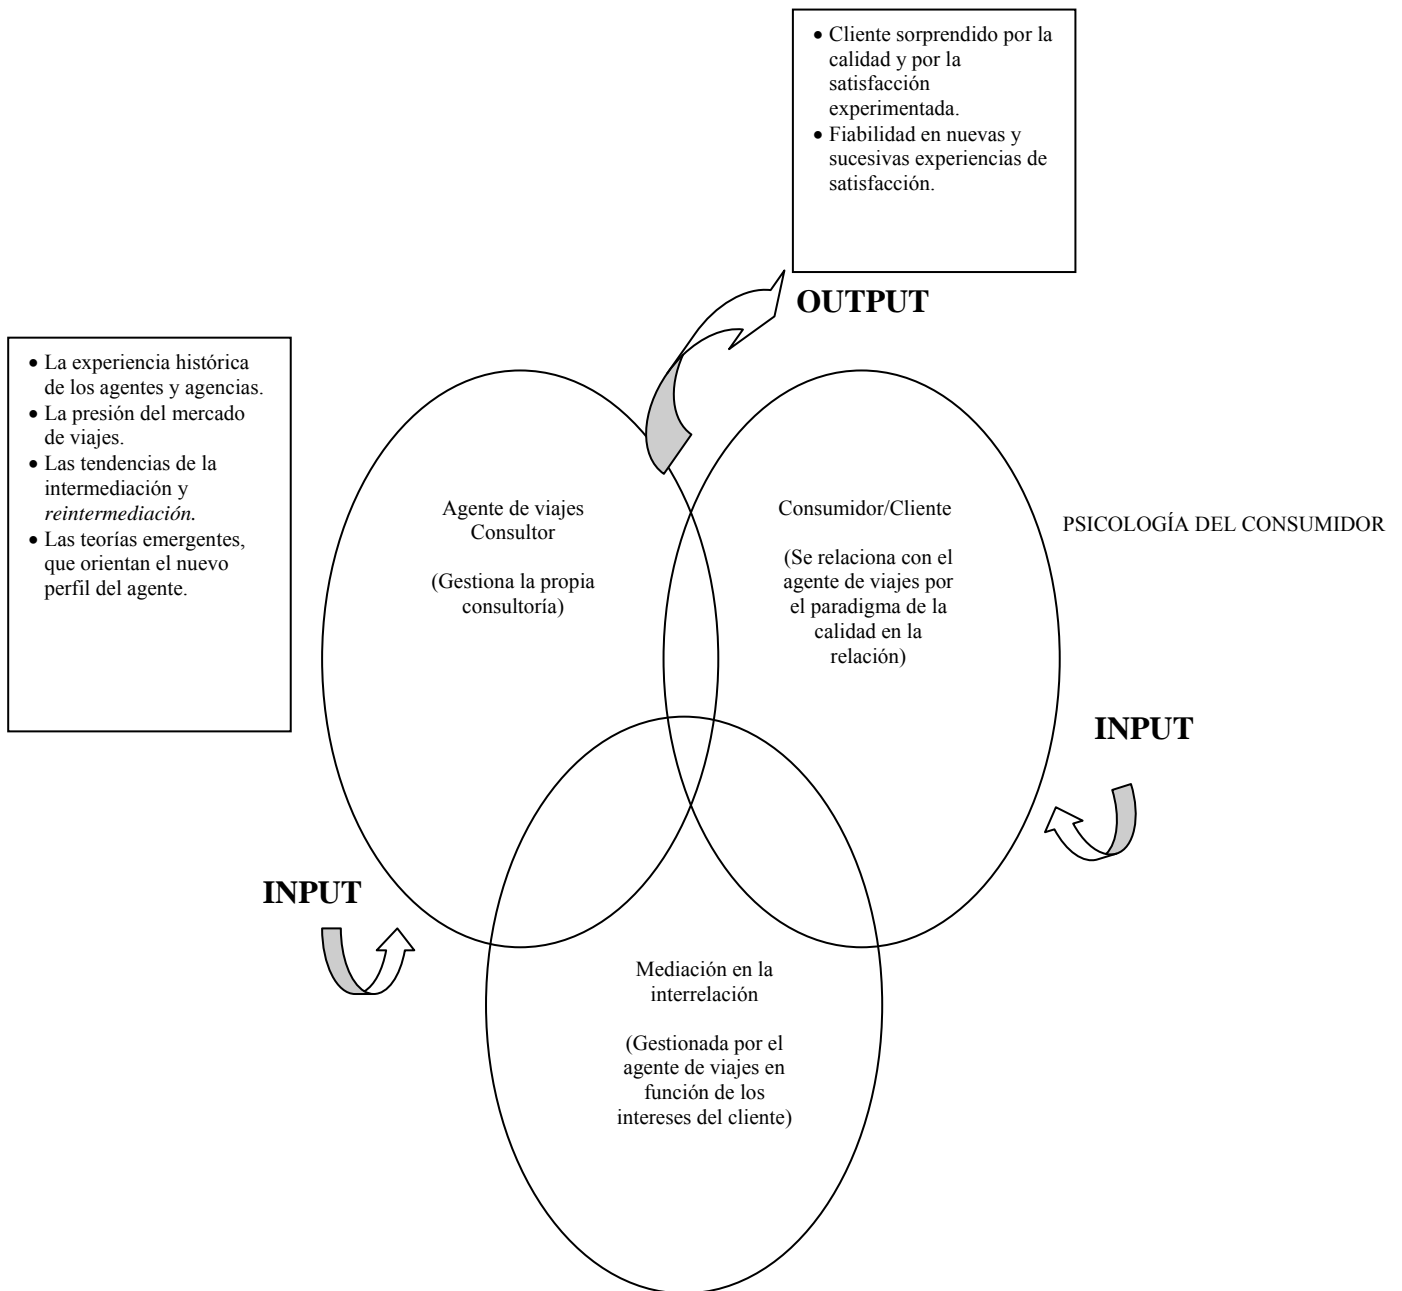 • Cliente sorprendido por la
calidad y por la
satisfacción
experimentada.
• Fiabilidad en nuevas y
sucesivas experiencias de
satisfacción.
OUTPUT
• La experiencia histórica
de los agentes y agencias.
• La presión del mercado
de viajes.
• Las tendencias de la
intermediación y
reintermediación.
• Las teorías emergentes,
que orientan el nuevo
perfil del agente.
Agente de viajes
Consultor
(Gestiona la propia
consultoría)
Consumidor/Cliente
(Se relaciona con el
agente de viajes por
el paradigma de la
calidad en la
relación)
PSICOLOGÍA DEL CONSUMIDOR
INPUT
INPUT
Mediación en la
interrelación
(Gestionada por el
agente de viajes en
función de los
intereses del cliente)